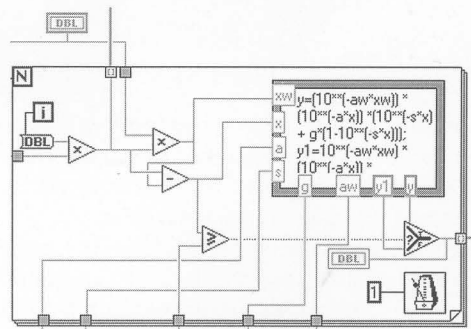 DBL
N
i
DBL
x
x
-
≥
xw
x
a
s
y=(10**(-aw*xw)) *
(10**(-a*x)) *(10**(-s*x)
+ g*(1-10**(-s*x)));
y1=10**(-aw*xw) *
(10**(-a*x)) *
g
aw
y1
y
?
DBL
1